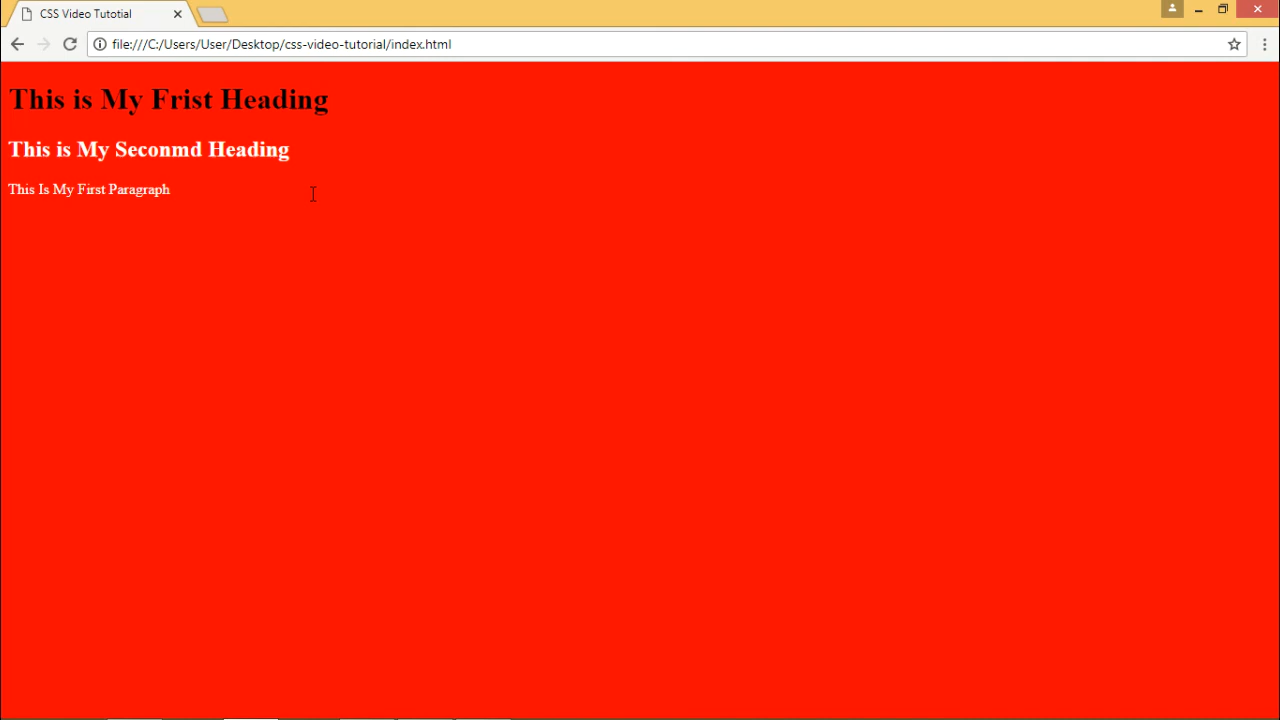 CSS Video Tutotial
file:///C:/Users/User/Desktop/css-video-tutorial/index.html
This is My Frist Heading
This is My Seconmd Heading
This Is My First Paragraph